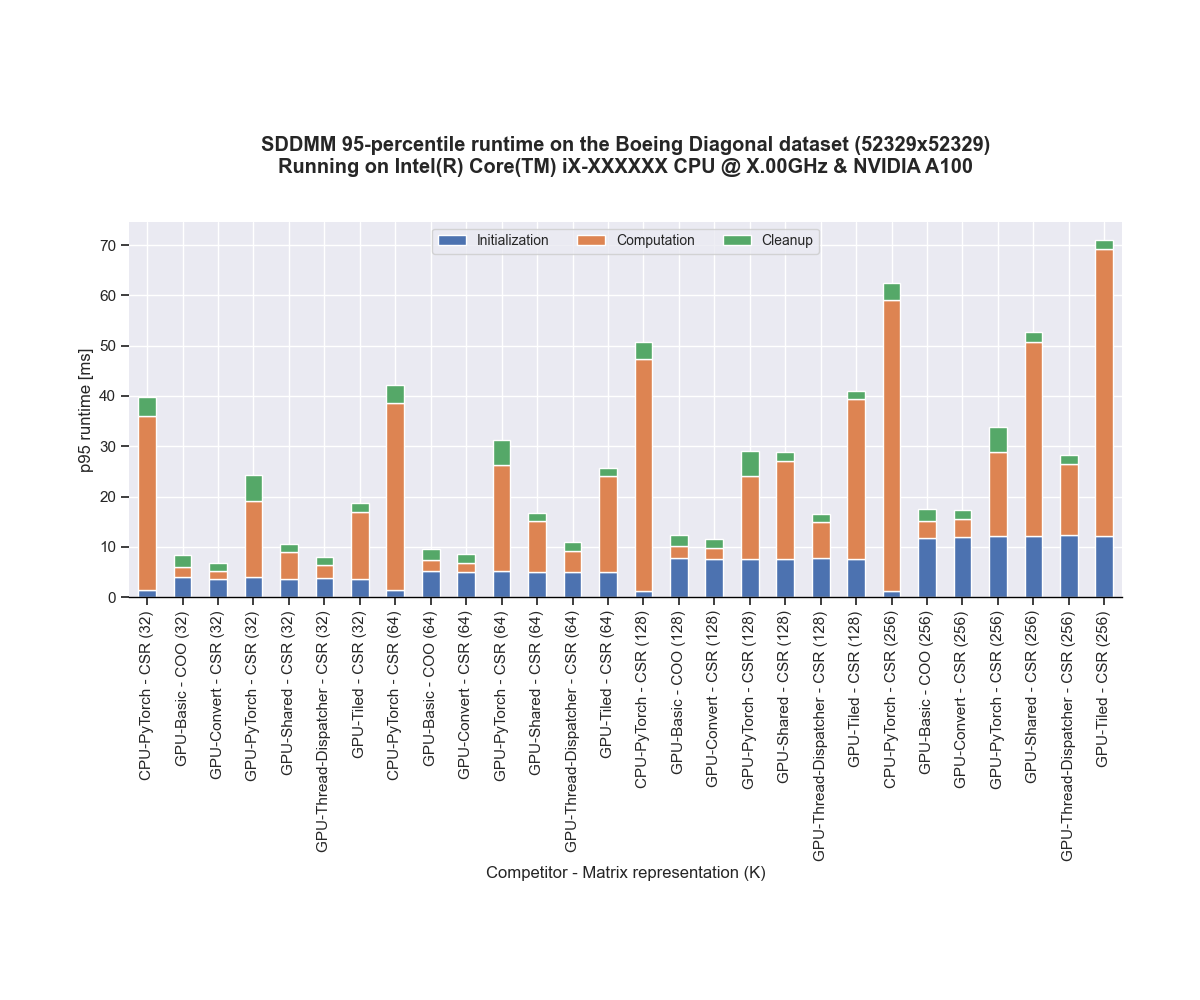 SDDMM 95-percentile runtime on the Boeing Diagonal dataset (52329x52329)
Running on Intel(R) Core(TM) iX-XXXXXX CPU @ X.00GHz & NVIDIA A100
Initialization
Computation
Cleanup
p95 runtime [ms]
70
60
50
40
30
20
10
0
CPU-PyTorch - CSR (32)
GPU-Basic - COO (32)
GPU-Convert - CSR (32)
GPU-PyTorch - CSR (32)
GPU-Shared - CSR (32)
GPU-Thread-Dispatcher - CSR (32)
GPU-Tiled - CSR (32)
CPU-PyTorch - CSR (64)
GPU-Basic - COO (64)
GPU-Convert - CSR (64)
GPU-PyTorch - CSR (64)
GPU-Shared - CSR (64)
GPU-Thread-Dispatcher - CSR (64)
GPU-Tiled - CSR (64)
CPU-PyTorch - CSR (128)
GPU-Basic - COO (128)
GPU-Convert - CSR (128)
GPU-PyTorch - CSR (128)
GPU-Shared - CSR (128)
GPU-Thread-Dispatcher - CSR (128)
GPU-Tiled - CSR (128)
CPU-PyTorch - CSR (256)
GPU-Basic - COO (256)
GPU-Convert - CSR (256)
GPU-PyTorch - CSR (256)
GPU-Shared - CSR (256)
GPU-Thread-Dispatcher - CSR (256)
GPU-Tiled - CSR (256)
Competitor - Matrix representation (K)